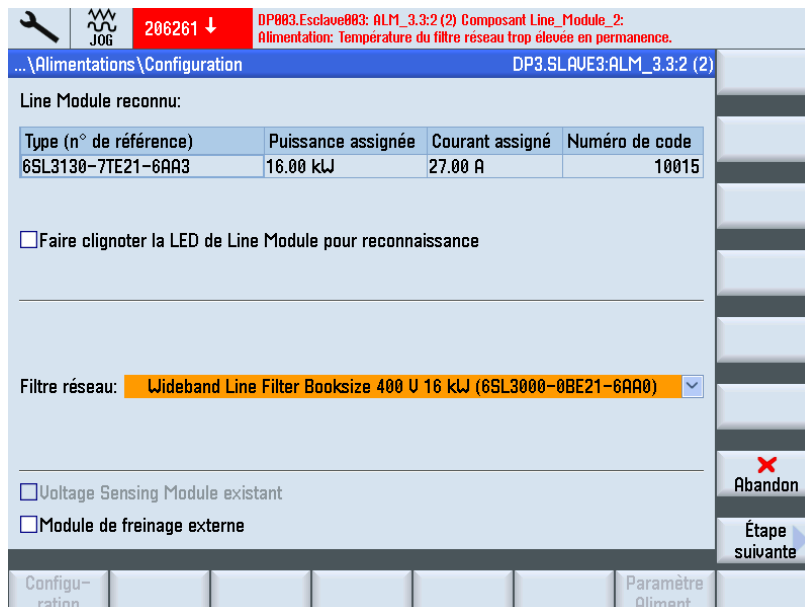 JOG
206261
DP003.Esclave003: ALM_3.3:2 (2) Composant Line_Module_2:
Alimentation: Température du filtre réseau trop élevée en permanence.
...\Alimentations\Configuration DP3.SLAVE3:ALM_3.3:2 (2)
Line Module reconnu:
Type (n° de référence) Puissance assignée Courant assigné Numéro de code
6SL3130-7TE21-6AA3 16.00 kW 27.00 A 10015
Faire clignoter la LED de Line Module pour reconnaissance
Filtre réseau: Wideband Line Filter Booksize 400 V 16 kW (6SL3000-0BE21-6AA0)
Abandon
Voltage Sensing Module existant
Module de freinage externe
Étape
suivante
Configu-
ration
Paramètre
Aliment.